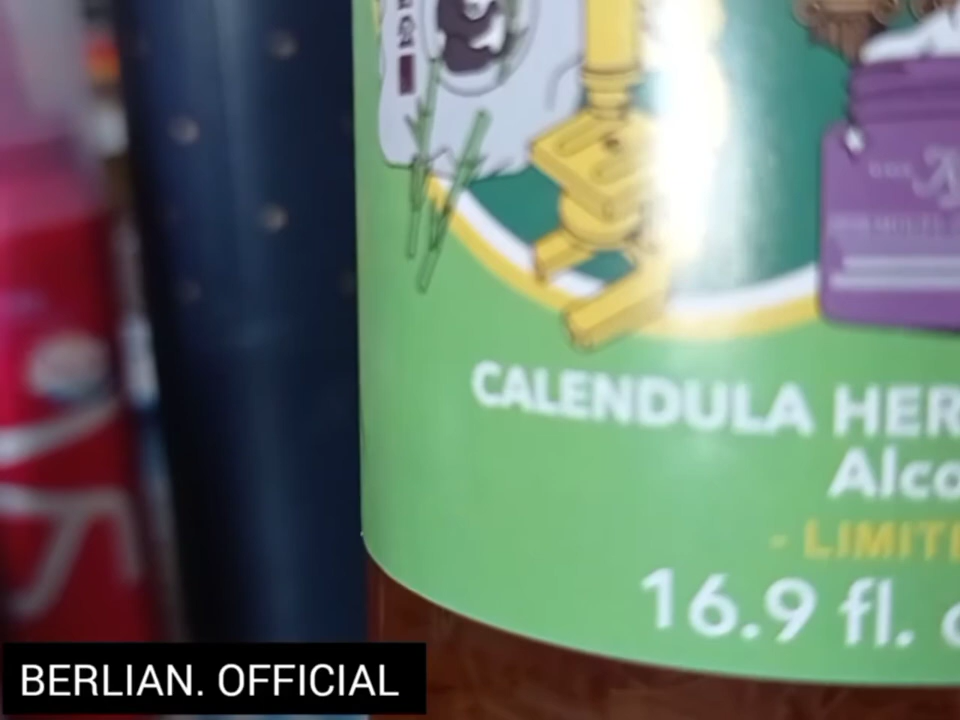 CALENDULA HER
Alco
- LIMITE
16.9 fl. o
BERLIAN. OFFICIAL